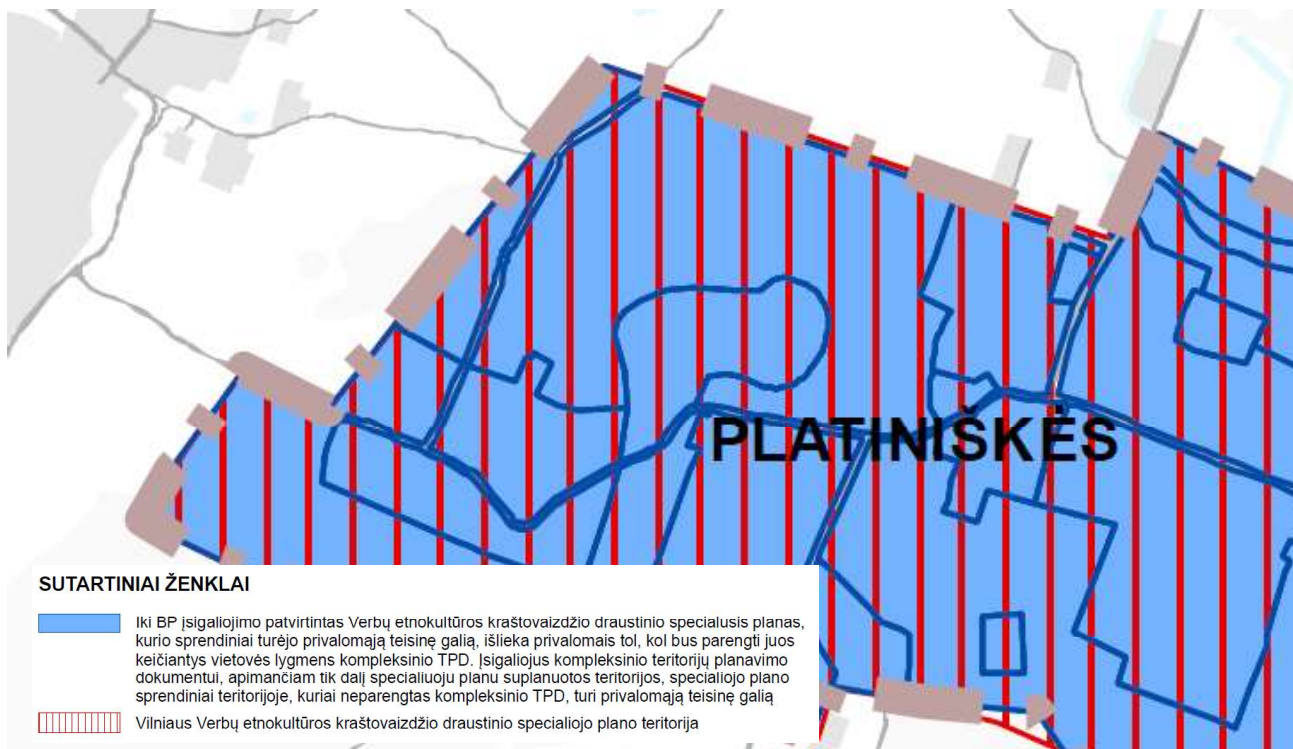 PLATINIŠKĖS
SUTARTINIAI ŽENKLAI
Iki BP įsigaliojimo patvirtintas Verbų etnokultūros kraštovaizdžio draustinio specialusis planas,
kurio sprendiniai turėjo privalomąją teisinę galią, išlieka privalomais tol, kol bus parengti juos
keičiantys vietovės lygmens kompleksinio TPD. Įsigaliojus kompleksinio teritorijų planavimo
dokumentui, apimančiam tik dalį specialiuoju planu suplanuotos teritorijos, specialiojo plano
sprendiniai teritorijoje, kuriai neparengtas kompleksinio TPD, turi privalomąją teisinę galią
Vilniaus Verbų etnokultūros kraštovaizdžio draustinio specialiojo plano teritorija